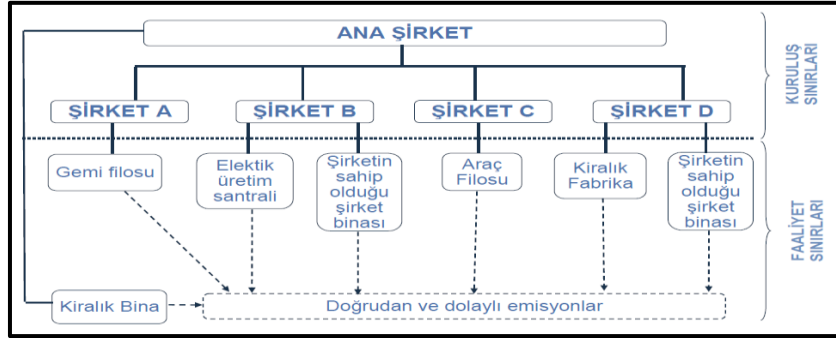 ANA ŞİRKET
ŞİRKET A
ŞİRKET B
ŞİRKET C
ŞİRKET D
KURULUŞ
SINIRLARI
Gemi filosu
Elektik
üretim
santrali
Şirketin
sahip
olduğu
şirket
binası
Araç
Filosu
Kiralık
Fabrika
Şirketin
sahip
olduğu
şirket
binası
FAALİYET
SINIRLARI
Kiralık Bina
Doğrudan ve dolaylı emisyonlar